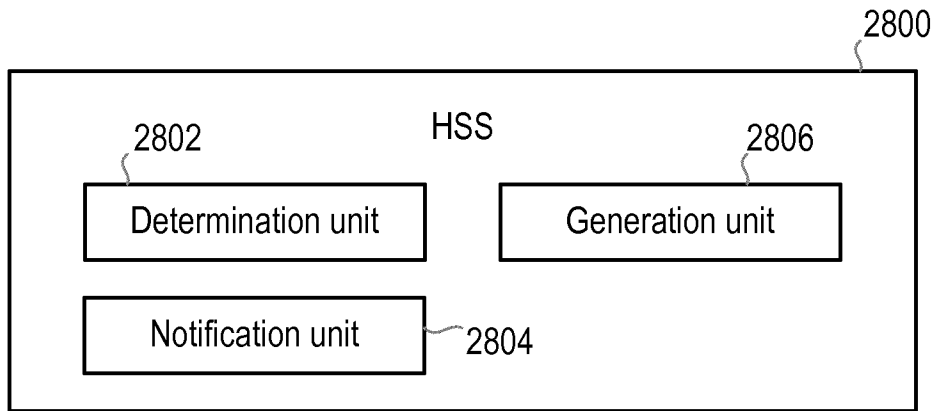 2800
HSS
2802
2806
Determination unit
Generation unit
Notification unit
2804